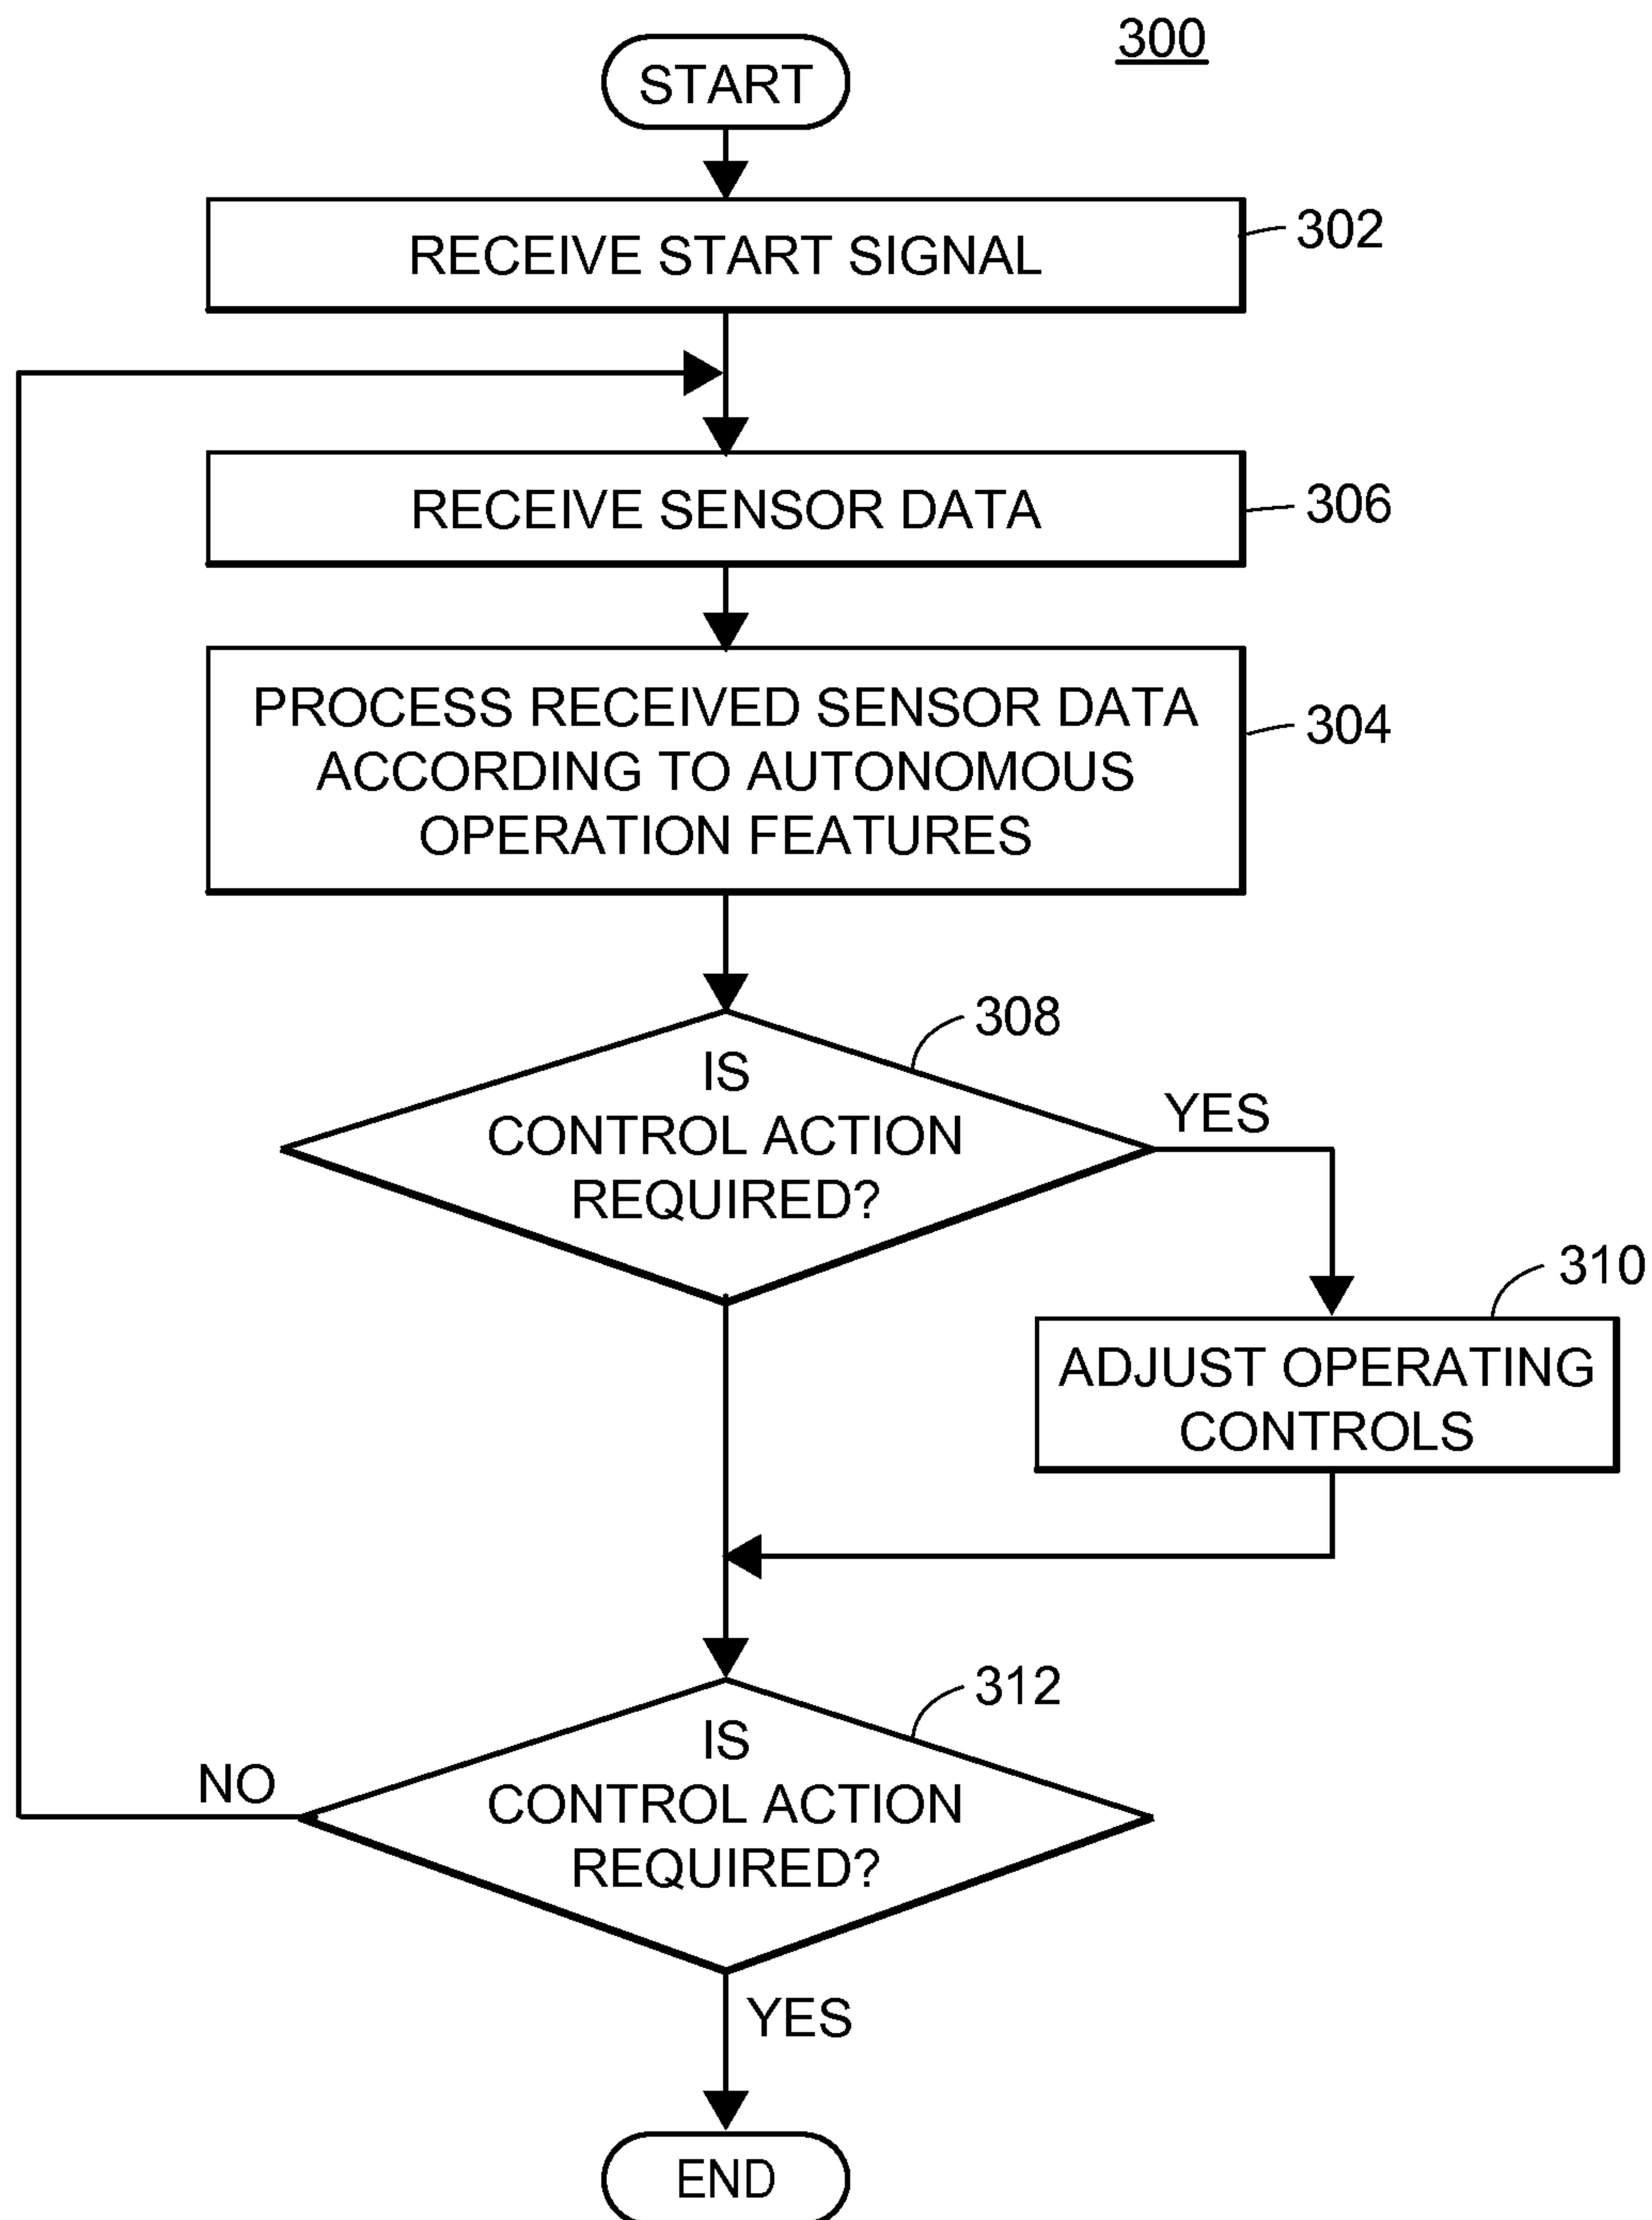 300
START
RECEIVE START SIGNAL
302
RECEIVE SENSOR DATA
306
PROCESS RECEIVED SENSOR DATA
ACCORDING TO AUTONOMOUS
OPERATION FEATURES
304
308
IS
CONTROL ACTION
REQUIRED?
YES
310
ADJUST OPERATING
CONTROLS
312
IS
CONTROL ACTION
REQUIRED?
NO
YES
END